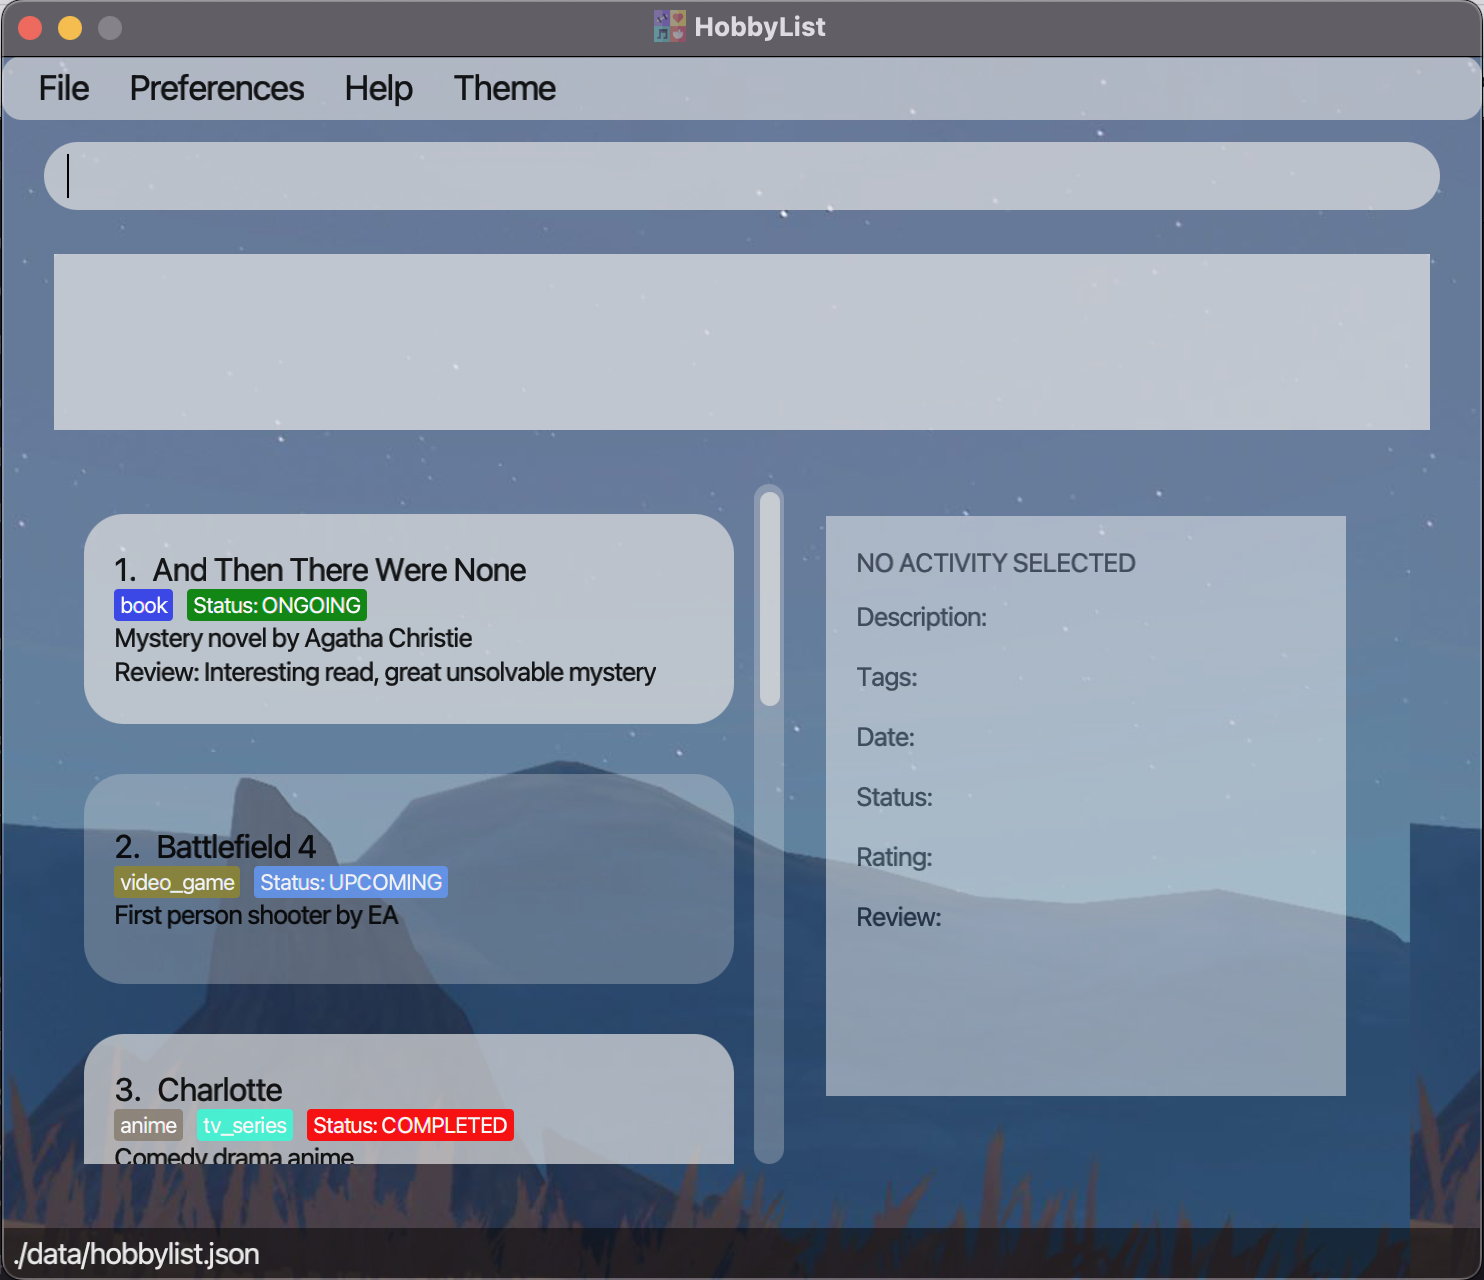 HobbyList
File Preferences Help Theme
1. And Then There Were None
book Status: ONGOING
Mystery novel by Agatha Christie
Review: Interesting read, great unsolvable mystery
2. Battlefield 4
video_game Status: UPCOMING
First person shooter by EA
3. Charlotte
anime tv_series Status: COMPLETED
Comedy drama anime
NO ACTIVITY SELECTED
Description:
Tags:
Date:
Status:
Rating:
Review:
./data/hobbylist.json